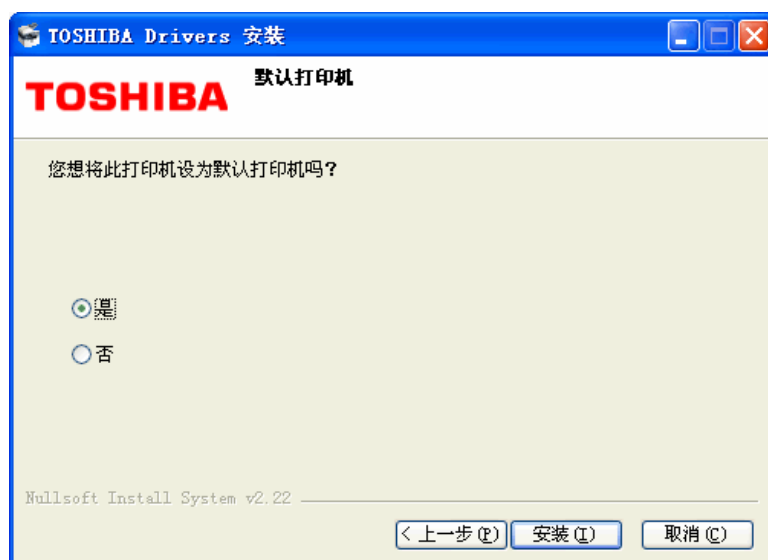 TOSHIBA Drivers 安装
TOSHIBA
默认打印机
您想将此打印机设为默认打印机吗?
是
否
Nullsoft Install System v2.22
< 上一步(P)
安装(I)
取消(C)